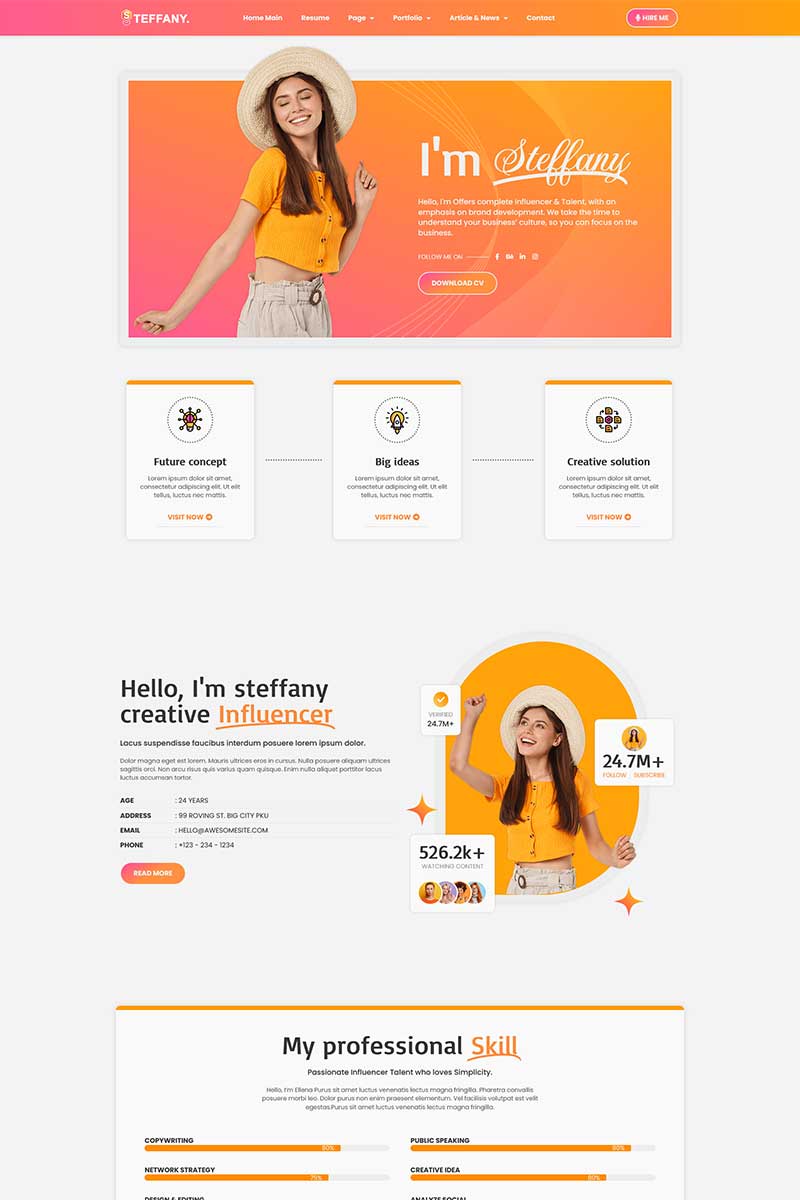 STEFFANY.
Home Main Resume Page Portfolio Article & News Contact
HIRE ME
I'm Steffany
Hello, I'm Offers complete influencer & Talent, with an
emphasis on brand development. We take the time to
understand your business' culture, so you can focus on the
business.
FOLLOW ME ON
DOWNLOAD CV
Future concept
Lorem ipsum dolor sit amet,
consectetur adipiscing elit. Ut elit
tellus, luctus nec mattis.
VISIT NOW
Big ideas
Lorem ipsum dolor sit amet,
consectetur adipiscing elit. Ut elit
tellus, luctus nec mattis.
VISIT NOW
Creative solution
Lorem ipsum dolor sit amet,
consectetur adipiscing elit. Ut elit
tellus, luctus nec mattis.
VISIT NOW
Hello, I'm steffany
creative Influencer
Lacus suspendisse faucibus interdum posuere lorem ipsum dolor.
Dolor magna eget est lorem. Mauris ultrices eros in cursus. Nulla posuere aliquam ultrices
sagittis orci. Non arcu risus quis varius quam quisque. Enim nulla aliquet porttitor lacus
luctus accumsan tortor.
AGE : 24 YEARS
ADDRESS : 99 ROVING ST. BIG CITY PKU
EMAIL : HELLO@AWESOMESITE.COM
PHONE : +123 - 234 - 1234
READ MORE
VERIFIED
24.7M+
24.7M+
FOLLOW SUBSCRIBE
526.2k+
WATCHING CONTENT
My professional Skill
Passionate Influencer Talent who loves Simplicity.
Hello, I'm Ellena Purus sit amet luctus venenatis lectus magna fringilla. Pharetra convallis
posuere morbi leo. Dolor purus non enim praesent elementum. Vel facilisis volutpat est velit
egestas.Purus sit amet luctus venenatis lectus magna fringilla.
COPYWRITING
80%
PUBLIC SPEAKING
NETWORK STRATEGY
75%
CREATIVE IDEA
80%
DESIGN & EDITING
ANALYZE SOCIAL